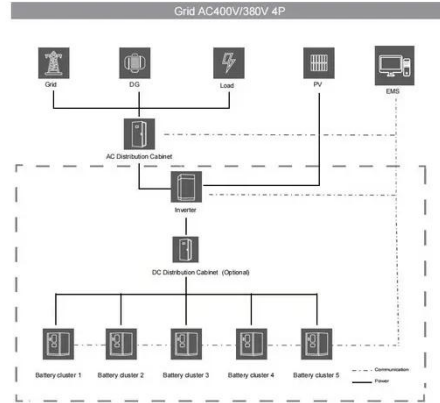 Grid AC400V/380V 4P
Grid
DG
Load
PV
EMS
AC Distribution Cabinet
Inverter
DC Distribution Cabinet (Optional)
Battery cluster 1
Battery cluster 2
Battery cluster 3
Battery cluster 4
Battery cluster 5
Communication
Power